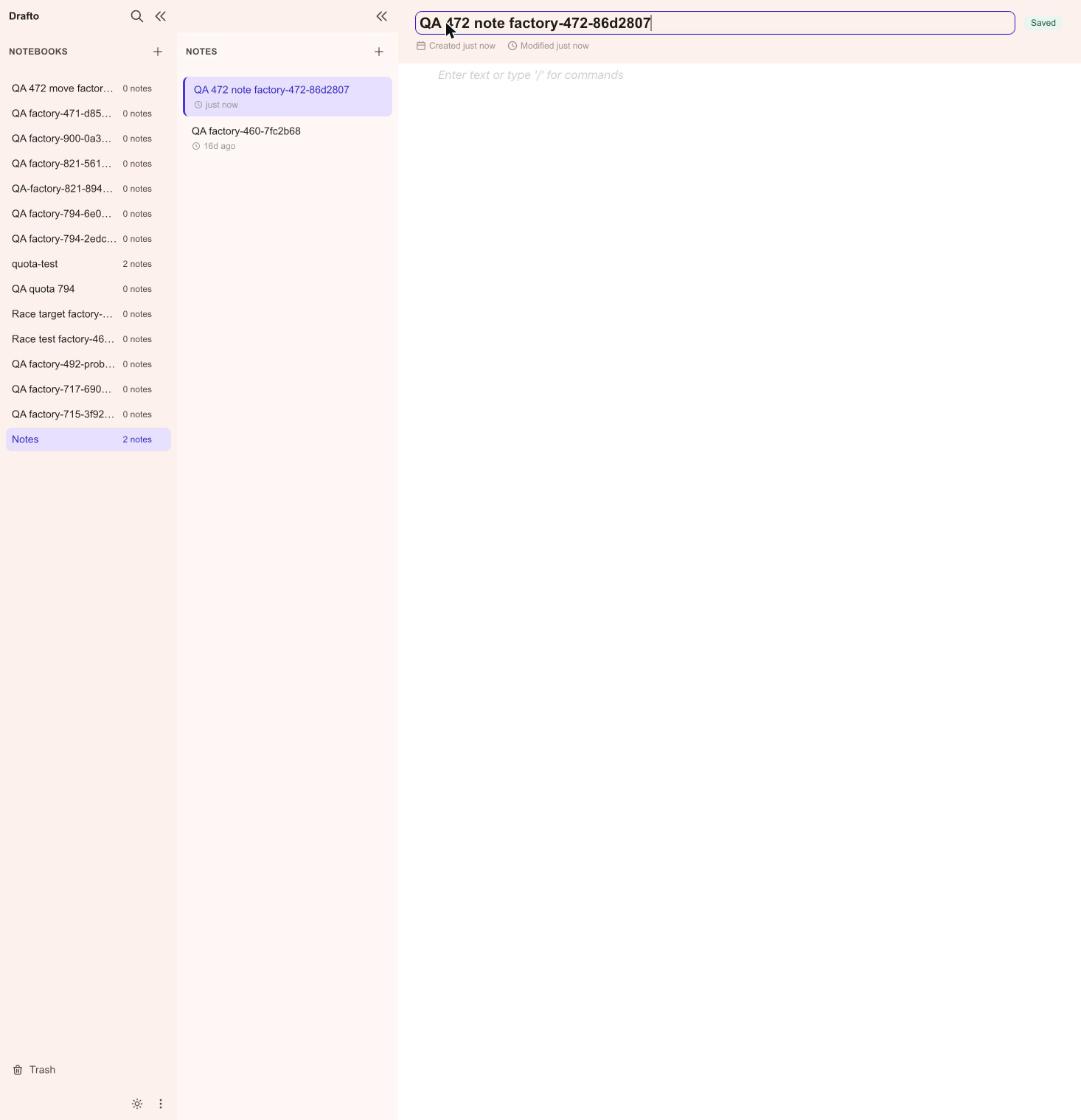 Drafto
NOTEBOOKS
QA 472 move factor... 0 notes
QA factory-471-d85... 0 notes
QA factory-900-0a3... 0 notes
QA factory-821-561... 0 notes
QA-factory-821-894... 0 notes
QA factory-794-6e0... 0 notes
QA factory-794-2edc... 0 notes
quota-test 2 notes
QA quota 794 0 notes
Race target factory-... 0 notes
Race test factory-46... 0 notes
QA factory-492-prob... 0 notes
QA factory-717-690... 0 notes
QA factory-715-3f92... 0 notes
Notes 2 notes
Trash
NOTES
QA 472 note factory-472-86d2807
just now
QA factory-460-7fc2b68
16d ago
QA 472 note factory-472-86d2807
Saved
Created just now Modified just now
Enter text or type '/' for commands